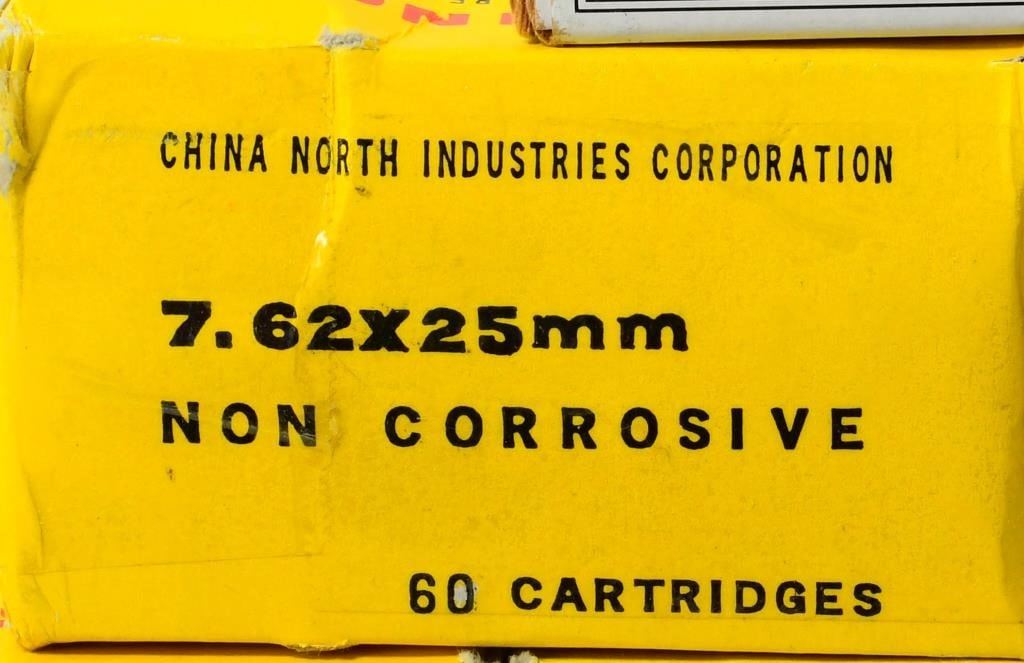 CHINA NORTH INDUSTRIES CORPORATION
7.62X25mm
NON CORROSIVE
60 CARTRIDGES